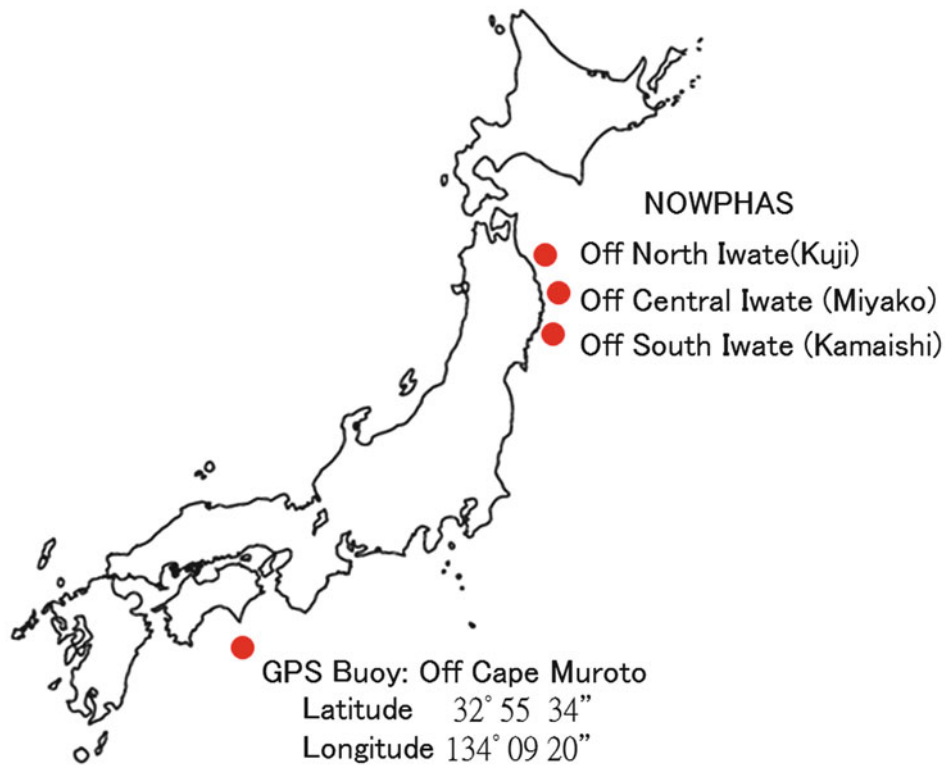 NOWPHAS
Off North Iwate(Kuji)
Off Central Iwate (Miyako)
Off South Iwate (Kamaishi)
GPS Buoy: Off Cape Muroto
Latitude 32° 55 34”
Longitude 134° 09 20”